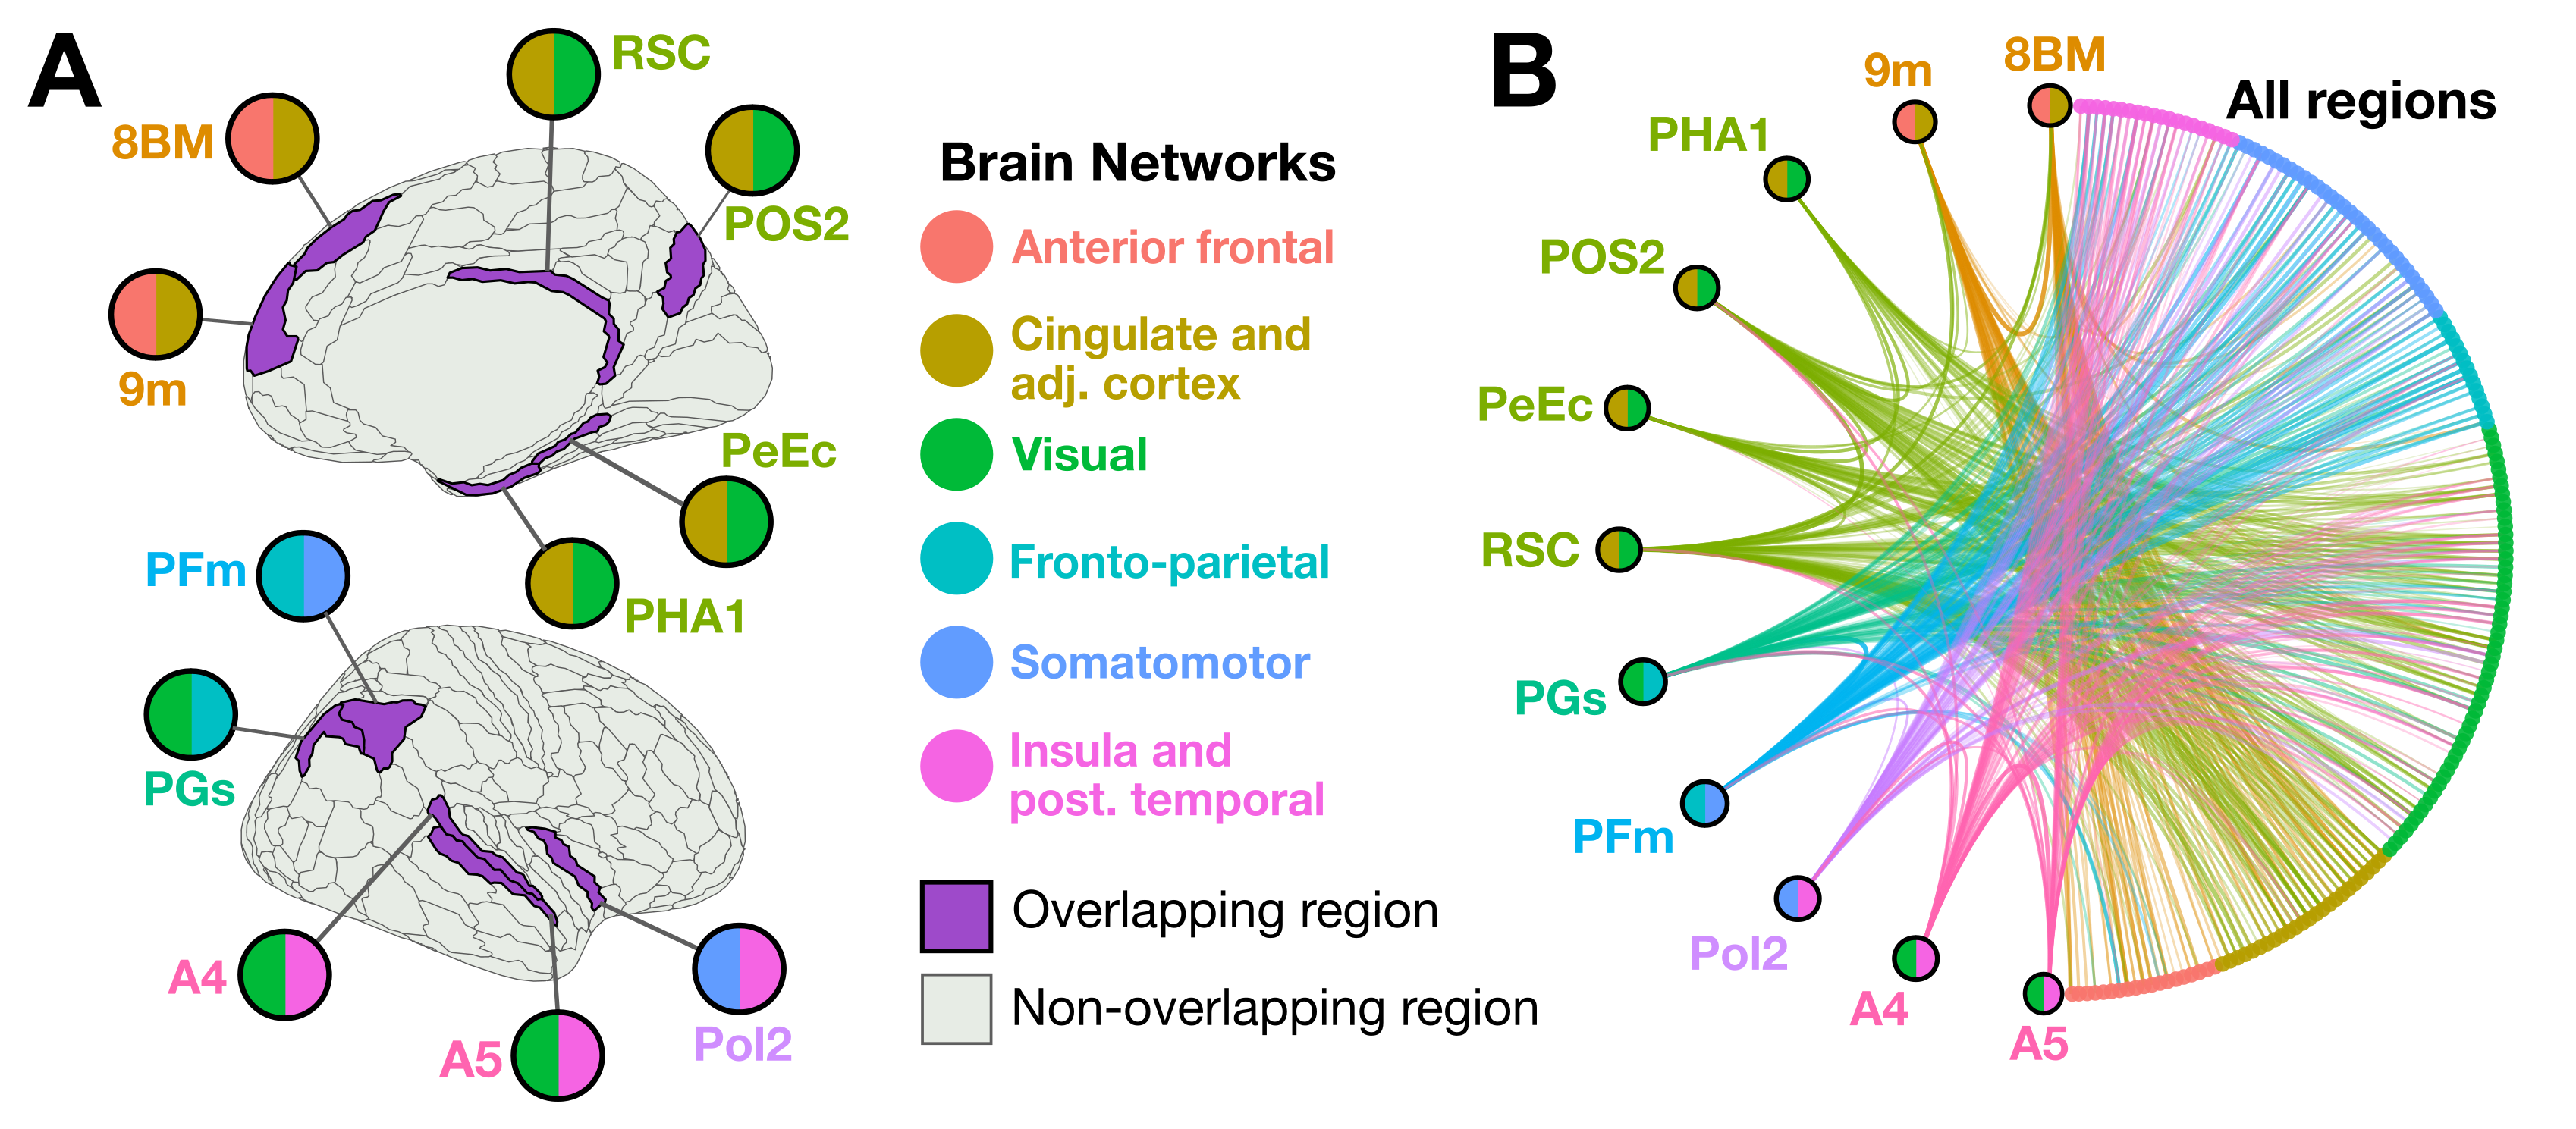 A
RSC
8BM
POS2
9m
PeEc
PFm
PHA1
PGs
A4
A5
Pol2
Brain Networks
Anterior frontal
Cingulate and
adj. cortex
Visual
Fronto-parietal
Somatomotor
Insula and
post. temporal
Overlapping region
Non-overlapping region
B
8BM
9m
All regions
PHA1
POS2
PeEc
RSC
PGs
PFm
Pol2
A4
A5